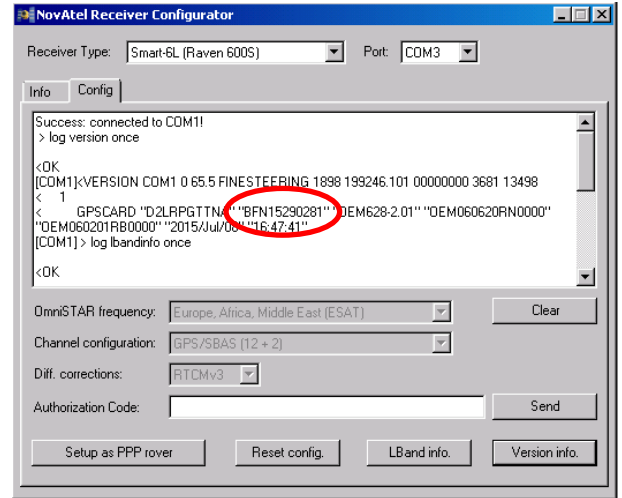 NovAtel Receiver Configurator
Receiver Type: Smart-6L (Raven 600S) Port: COM3
Info Config
Success: connected to COM1!
> log version once
<OK
[COM1]<VERSION COM1 0 65.5 FINESTEERING 1898 199246.101 00000000 3681 13498
< 1
< GPSCARD "D2LRPGTTNA" "BFN15290281" "OEM628-2.01" "OEM060620RN0000"
"OEM060201RB0000" "2015/Jul/08" "16:47:41"
[COM1] > log lbandinfo once
<OK
OmniSTAR frequency: Europe, Africa, Middle East (ESAT) Clear
Channel configuration: GPS/SBAS (12 + 2)
Diff. corrections: RTCMv3
Authorization Code: Send
Setup as PPP rover Reset config. LBand info. Version info.